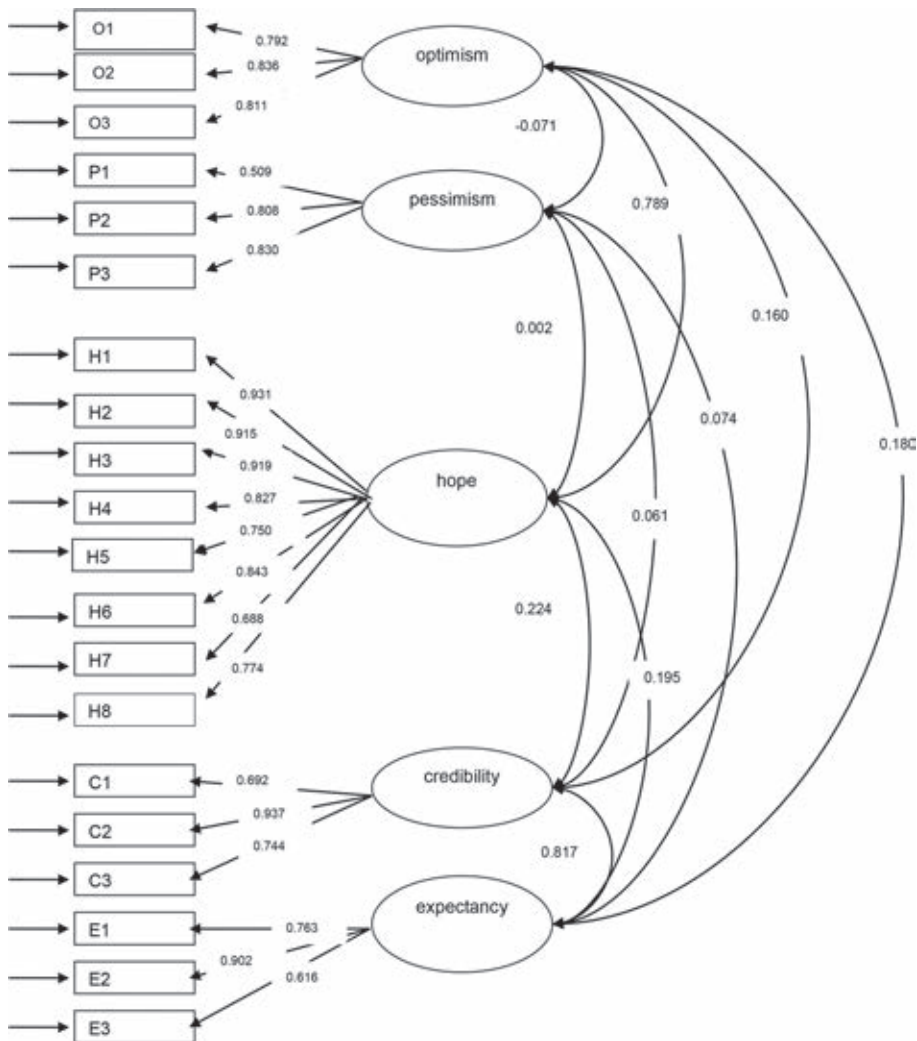 O1
0.792
optimism
O2
0.836
O3
0.811
-0.071
P1
0.509
pessimism
P2
0.808
0.789
P3
0.830
0.160
0.002
H1
0.931
H2
0.915
0.074
H3
0.919
0.180
hope
H4
0.827
0.061
H5
0.750
0.843
H6
0.688
0.224
H7
0.774
0.195
H8
C1
0.692
credibility
C2
0.937
C3
0.744
0.817
E1
0.763
expectancy
E2
0.902
0.616
E3